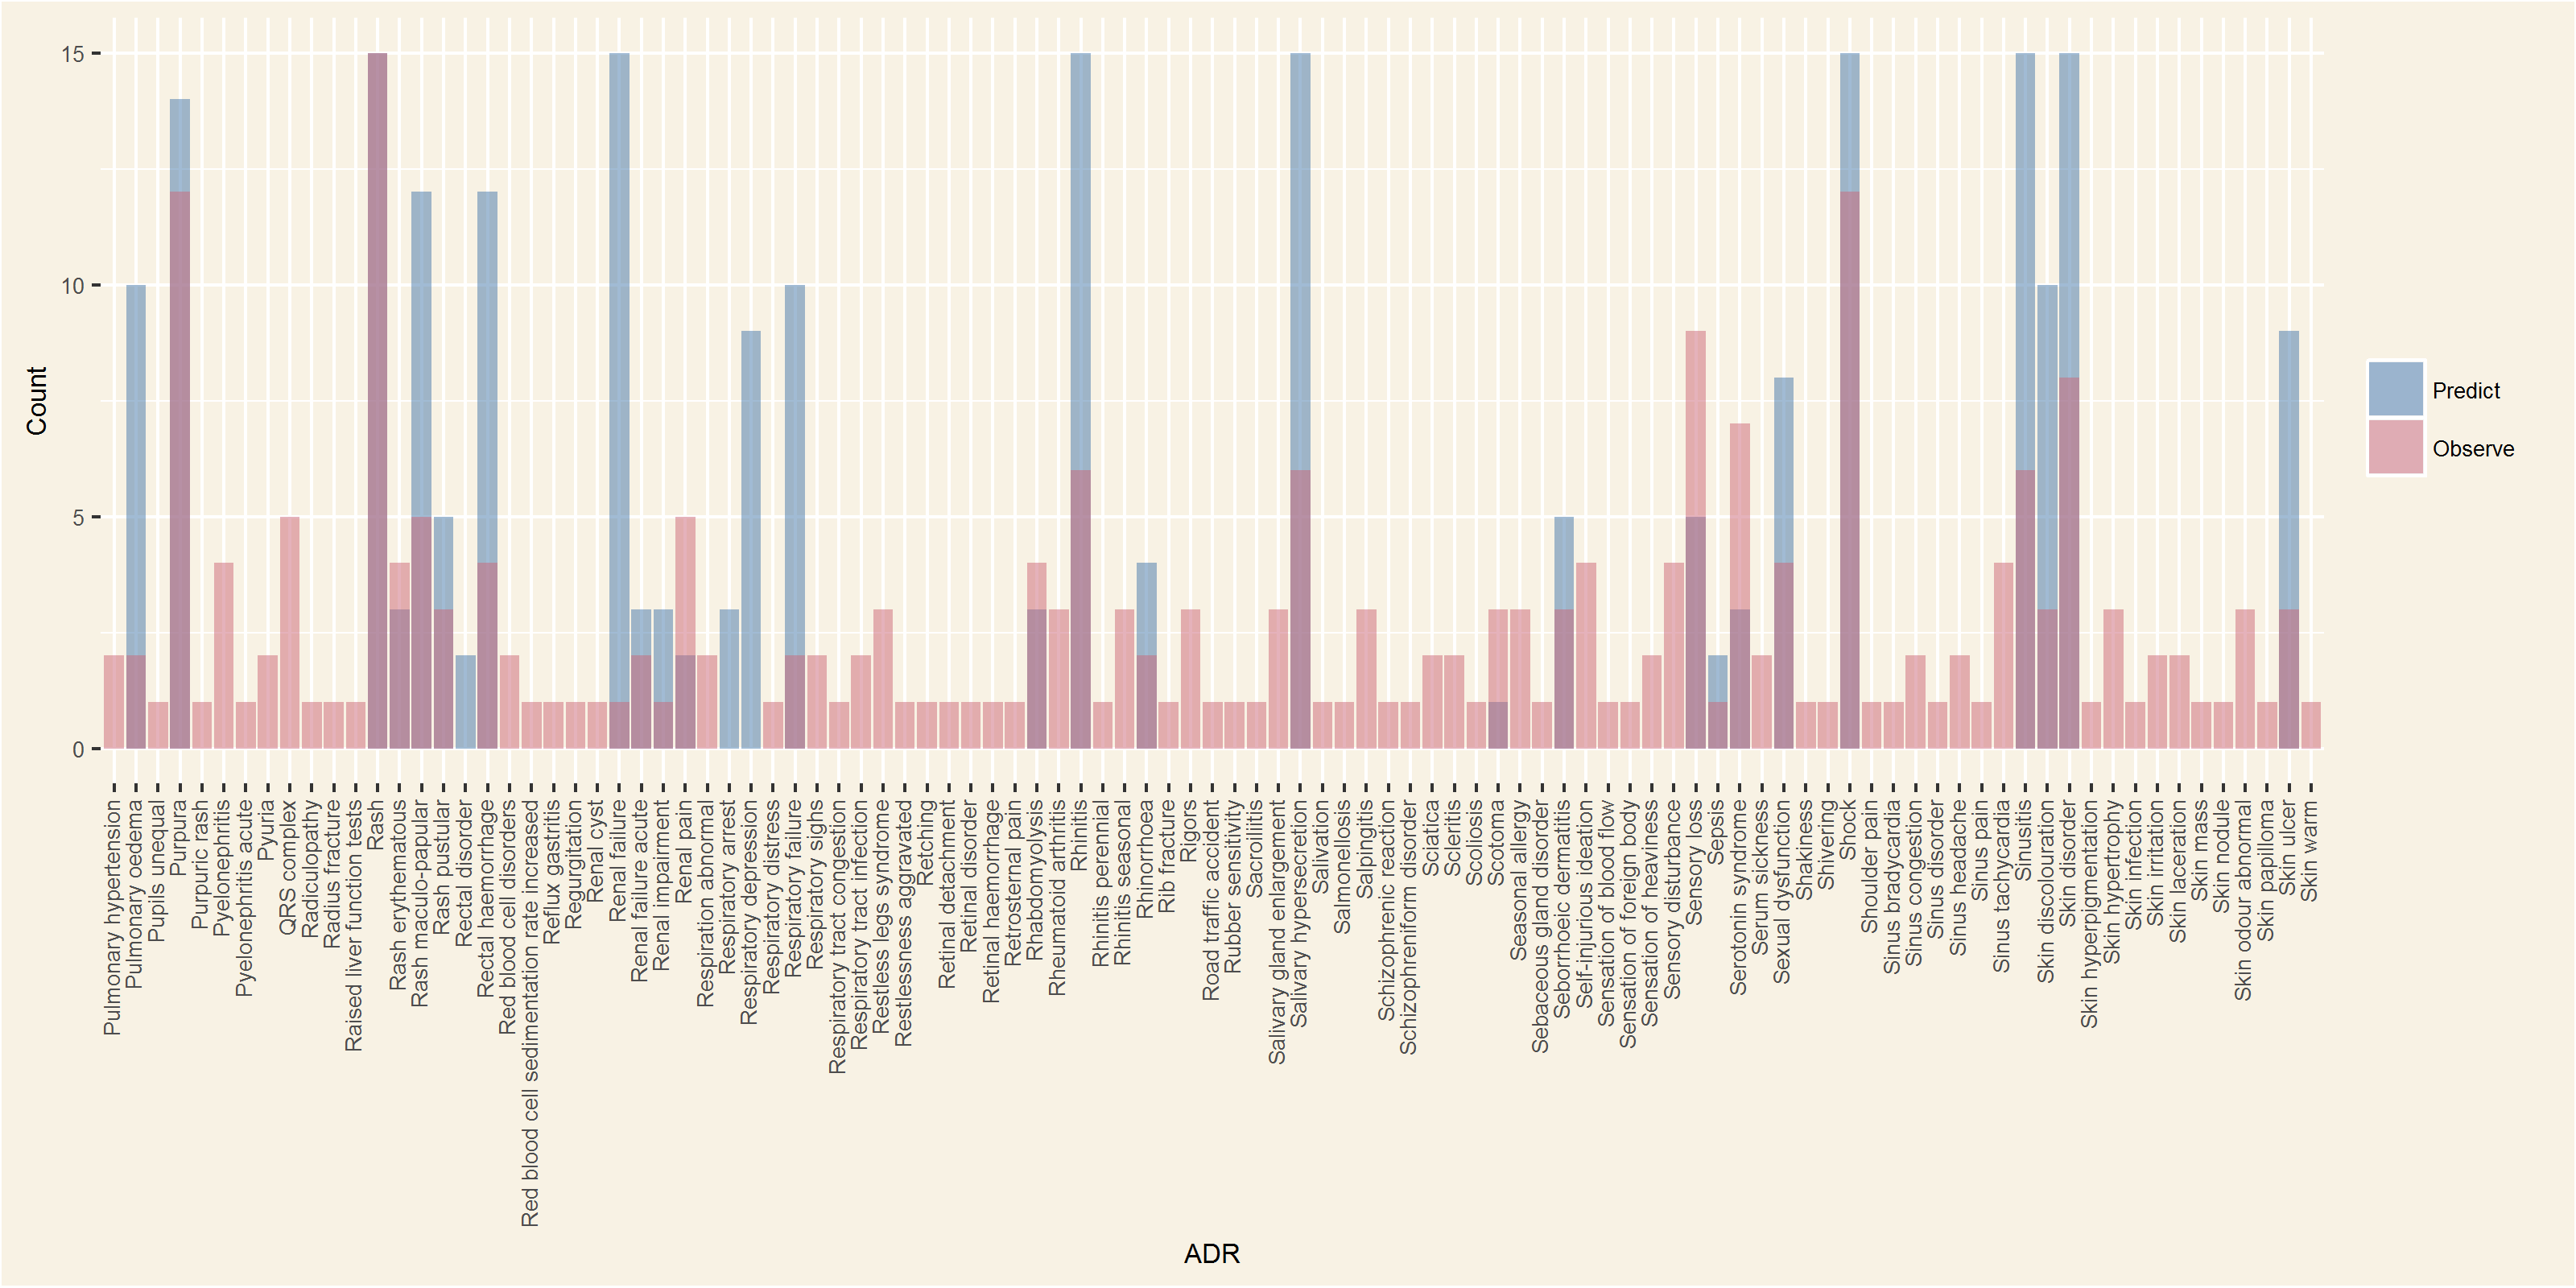 15
10
5
0
Count
Pulmonary hypertension
Pulmonary oedema
Pupils unequal
Purpura
Purpuric rash
Pyelonephritis
Pyelonephritis acute
Pyuria
QRS complex
Radiculopathy
Radius fracture
Raised liver function tests
Rash
Rash erythematous
Rash maculo-papular
Rash pustular
Rectal disorder
Rectal haemorrhage
Red blood cell disorders
Red blood cell sedimentation rate increased
Reflux gastritis
Regurgitation
Renal cyst
Renal failure
Renal failure acute
Renal impairment
Renal pain
Respiration abnormal
Respiratory arrest
Respiratory depression
Respiratory distress
Respiratory failure
Respiratory sighs
Respiratory tract congestion
Respiratory tract infection
Restless legs syndrome
Restlessness aggravated
Retching
Retinal detachment
Retinal disorder
Retinal haemorrhage
Retrosternal pain
Rhabdomyolysis
Rheumatoid arthritis
Rhinitis
Rhinitis perennial
Rhinitis seasonal
Rhinorrhoea
Rib fracture
Rigors
Road traffic accident
Rubber sensitivity
Sacroiliitis
Salivary gland enlargement
Salivary hypersecretion
Salivation
Salmonellosis
Salpingitis
Schizophrenic reaction
Schizophreniform disorder
Sciatica
Scleritis
Scoliosis
Scotoma
Seasonal allergy
Sebaceous gland disorder
Seborrhoeic dermatitis
Self-injurious ideation
Sensation of blood flow
Sensation of foreign body
Sensation of heaviness
Sensory disturbance
Sensory loss
Sepsis
Serotonin syndrome
Serum sickness
Sexual dysfunction
Shakiness
Shivering
Shock
Shoulder pain
Sinus bradycardia
Sinus congestion
Sinus disorder
Sinus headache
Sinus pain
Sinus tachycardia
Sinusitis
Skin discolouration
Skin disorder
Skin hyperpigmentation
Skin hypertrophy
Skin infection
Skin irritation
Skin laceration
Skin mass
Skin nodule
Skin odour abnormal
Skin papilloma
Skin ulcer
Skin warm
ADR
Predict
Observe